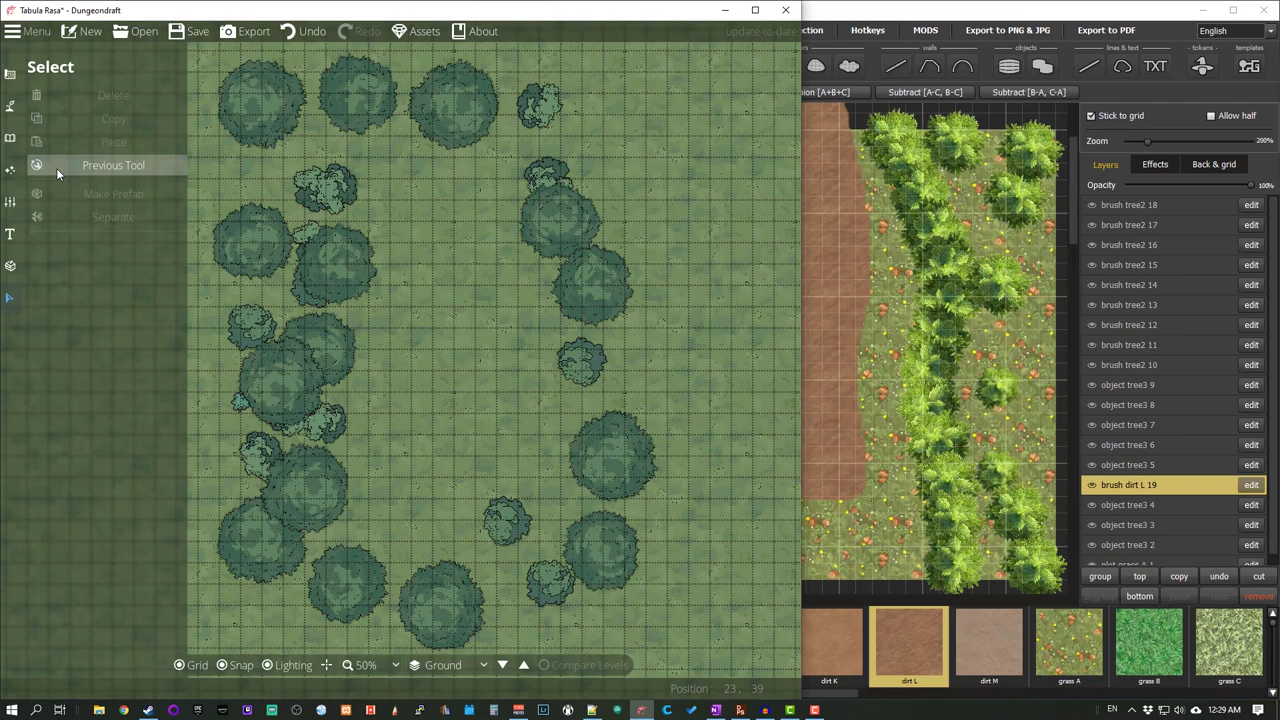 Tabula Rasa* - Dungeondraft
Menu New Open Save Export Undo Redo Assets About update-to-date
Select
Delete
Copy
Paste
Previous Tool
Make Prefab
Separate
Grid Snap Lighting 50% Ground Compare Levels
Position : 23 , 39
English
Hotkeys MODS Export to PNG & JPG Export to PDF
walls objects lines & text tokens templates
TXT
Subtract [A-C, B-C] Subtract [B-A, C-A]
Stick to grid Allow half
Zoom 200%
Layers Effects Back & grid
Opacity 100%
brush tree2 18 edit
brush tree2 17 edit
brush tree2 16 edit
brush tree2 15 edit
brush tree2 14 edit
brush tree2 13 edit
brush tree2 12 edit
brush tree2 11 edit
brush tree2 10 edit
object tree3 9 edit
object tree3 8 edit
object tree3 7 edit
object tree3 6 edit
object tree3 5 edit
brush dirt L 19 edit
object tree3 4 edit
object tree3 3 edit
object tree3 2 edit
group top copy undo cut
bottom remove
dirt K dirt L dirt M grass A grass B grass C
EN 12:29 AM